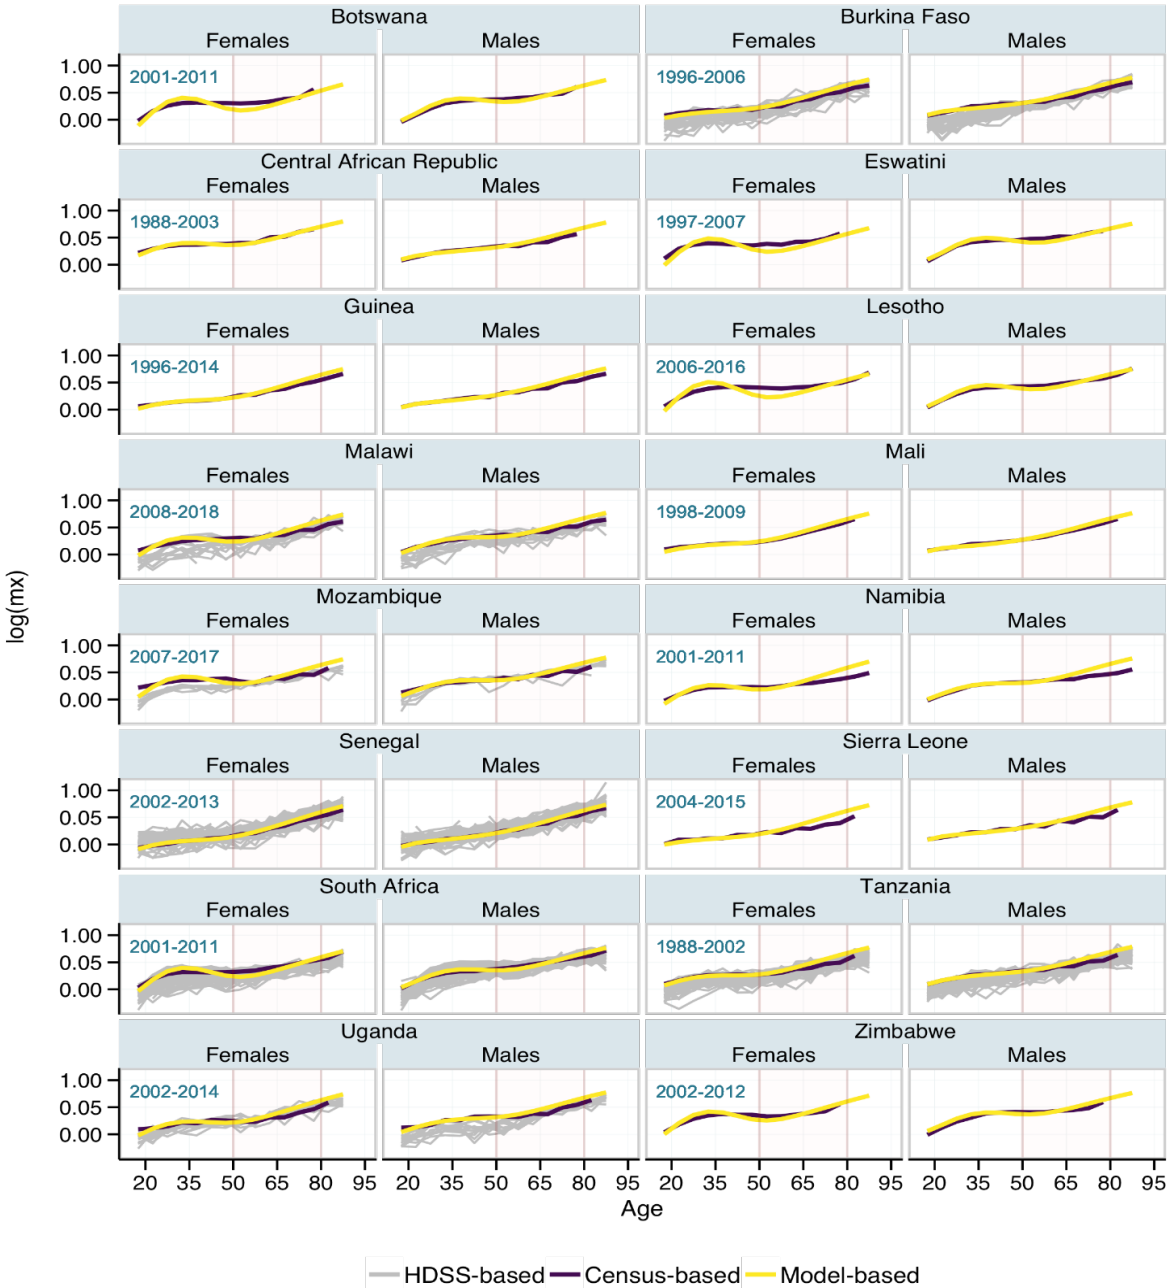 Botswana Burkina Faso
Females Males Females Males
1.00
0.05
0.00
2001-2011 1996-2006
Central African Republic Eswatini
Females Males Females Males
1.00
0.05
0.00
1988-2003 1997-2007
Guinea Lesotho
Females Males Females Males
1.00
0.05
0.00
1996-2014 2006-2016
Malawi Mali
Females Males Females Males
1.00
0.05
0.00
2008-2018 1998-2009
Mozambique Namibia
Females Males Females Males
1.00
0.05
0.00
2007-2017 2001-2011
Senegal Sierra Leone
Females Males Females Males
1.00
0.05
0.00
2002-2013 2004-2015
South Africa Tanzania
Females Males Females Males
1.00
0.05
0.00
2001-2011 1988-2002
Uganda Zimbabwe
Females Males Females Males
1.00
0.05
0.00
2002-2014 2002-2012
log(mx)
20 35 50 65 80 95 20 35 50 65 80 95 20 35 50 65 80 95 20 35 50 65 80 95
Age
HDSS-based Census-based Model-based